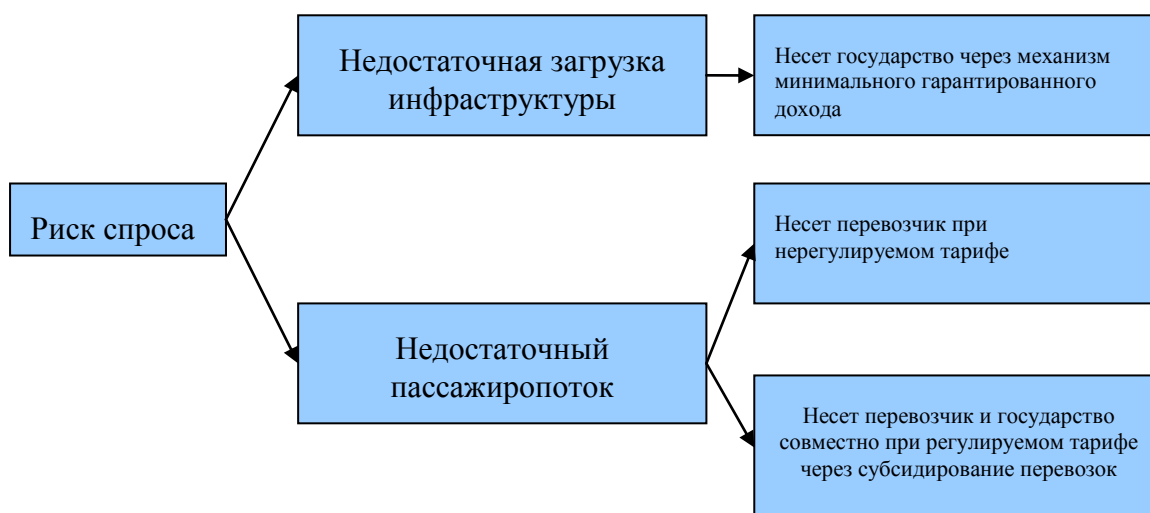 Риск спроса
Недостаточная загрузка
инфраструктуры
Несет государство через механизм
минимального гарантированного
дохода
Недостаточный
пассажиропоток
Несет перевозчик при
нерегулируемом тарифе
Несет перевозчик и государство
совместно при регулируемом тарифе
через субсидирование перевозок